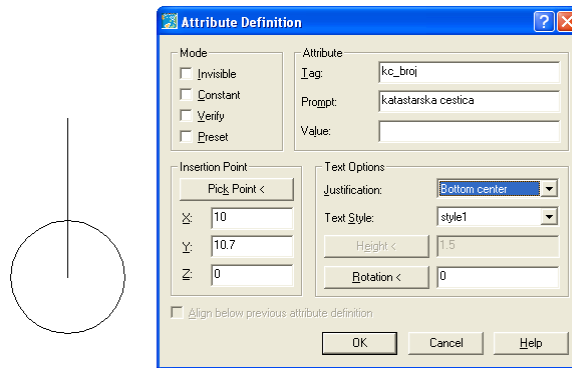 Attribute Definition
Mode
Invisible
Constant
Verify
Preset
Attribute
Tag: kc_broj
Prompt: katastarska cestica
Value:
Insertion Point
Pick Point <
X: 10
Y: 10.7
Z: 0
Text Options
Justification: Bottom center
Text Style: style1
Height < 1.5
Rotation < 0
Align below previous attribute definition
OK Cancel Help